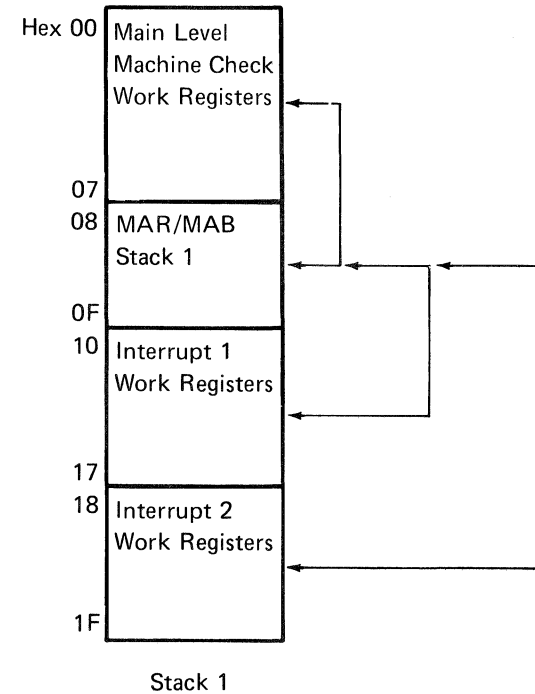 Hex 00
Main Level
Machine Check
Work Registers
07
08
MAR/MAB
Stack 1
0F
10
Interrupt 1
Work Registers
17
18
Interrupt 2
Work Registers
1F
Stack 1